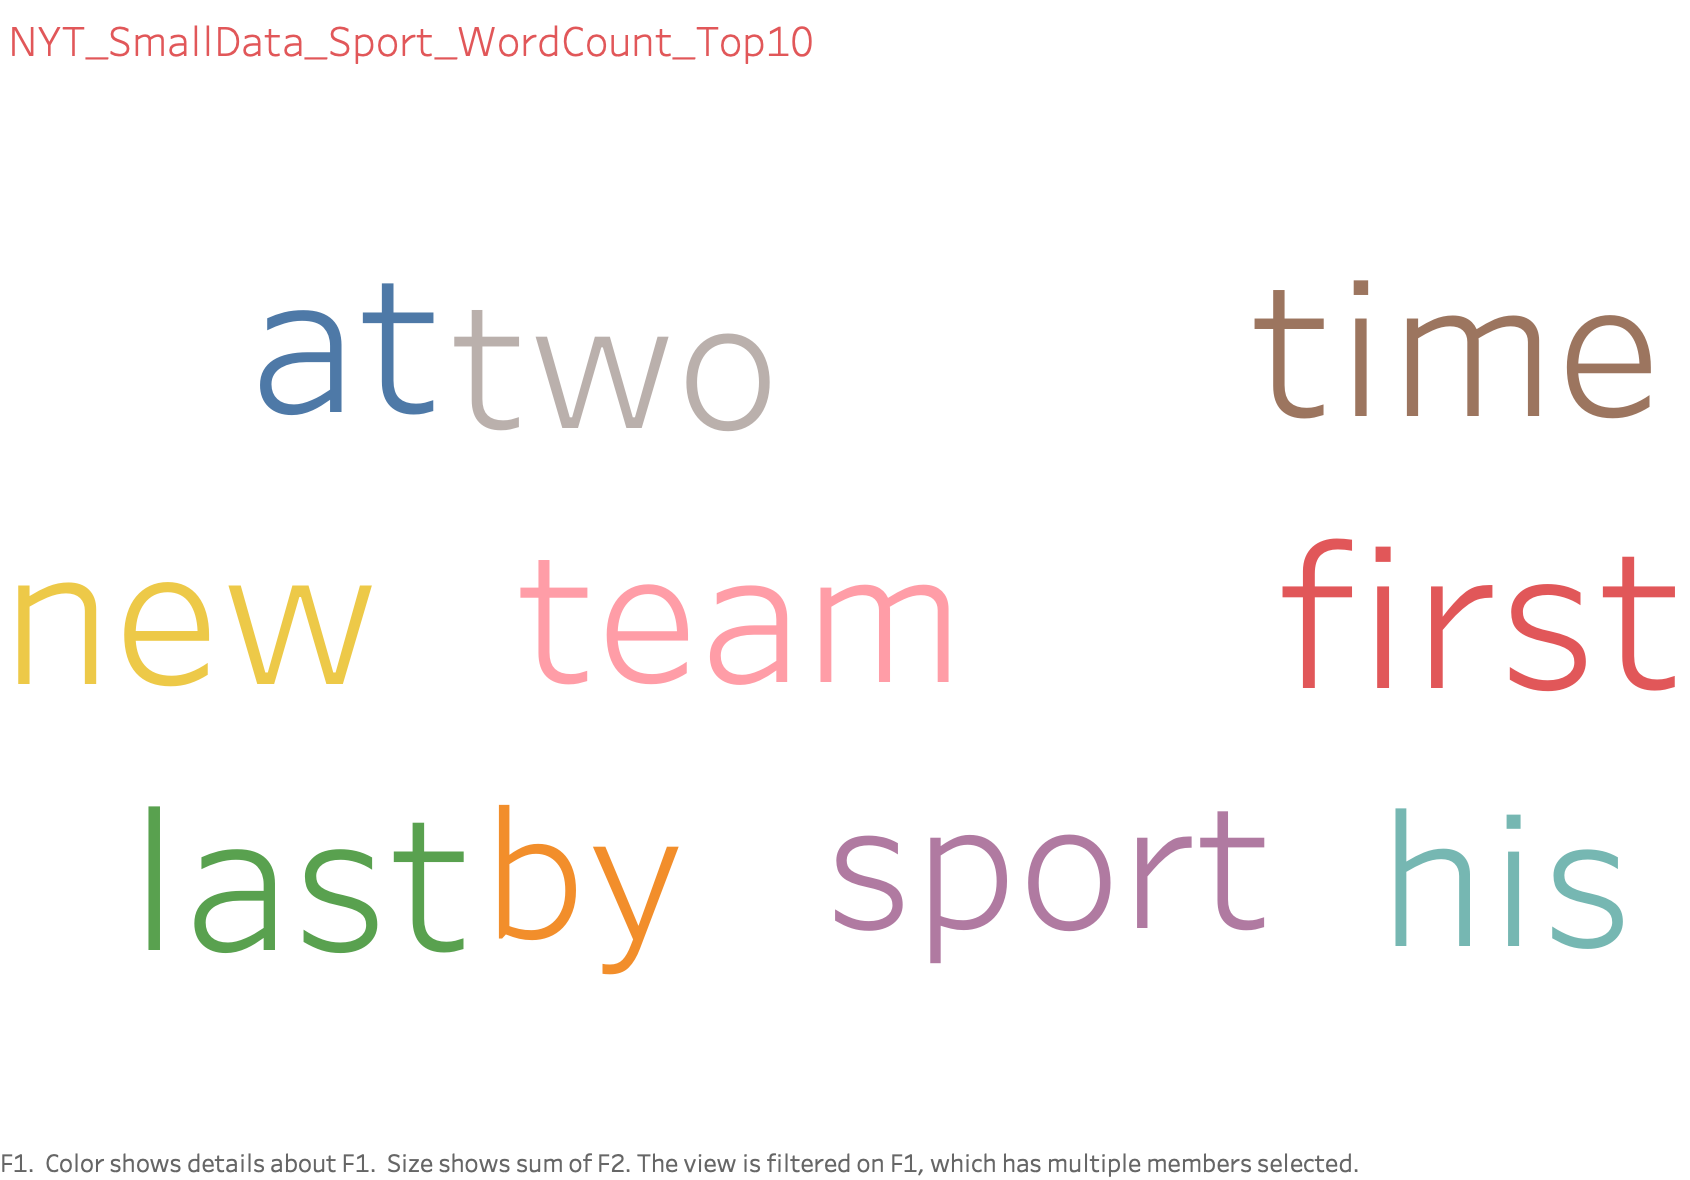 NYT_SmallData_Sport_WordCount_Top10
at two time
new team first
last by sport his
F1. Color shows details about F1. Size shows sum of F2. The view is filtered on F1, which has multiple members selected.